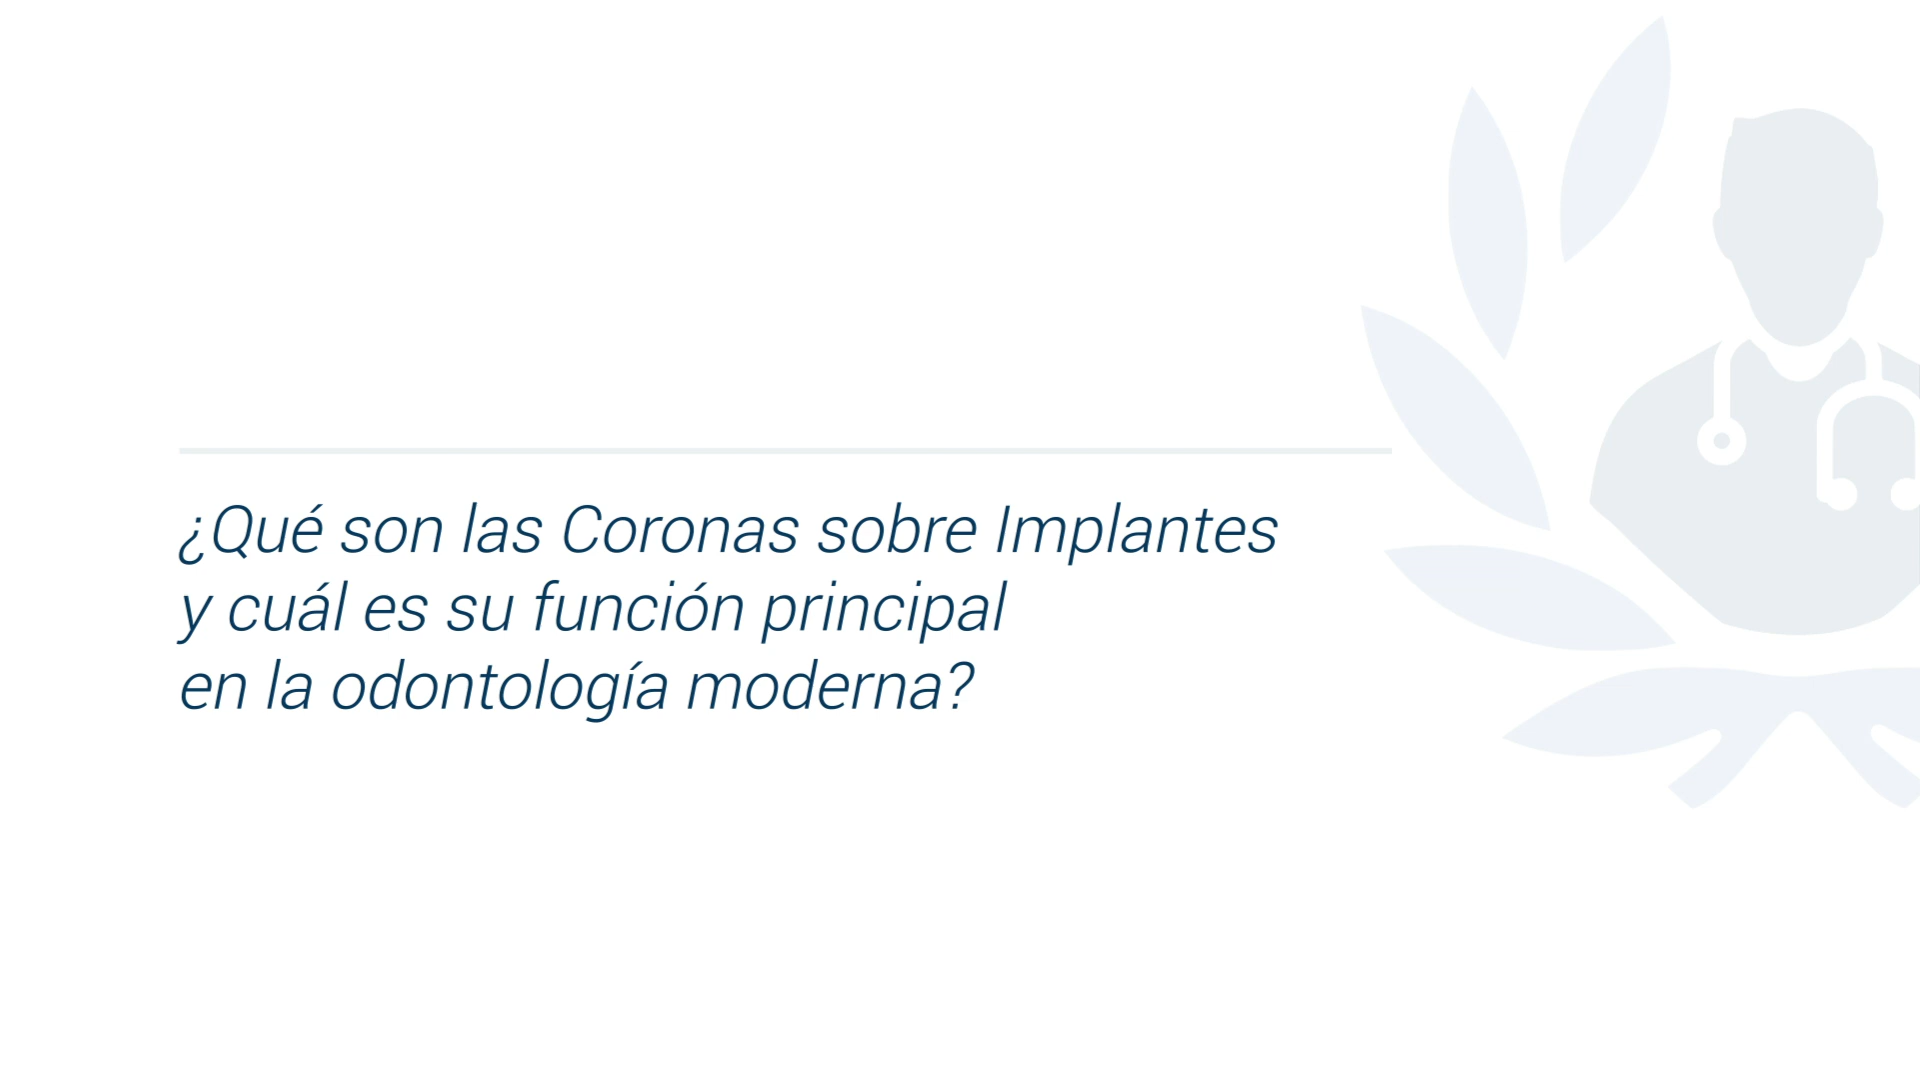 ¿Qué son las Coronas sobre Implantes
y cuál es su función principal
en la odontología moderna?